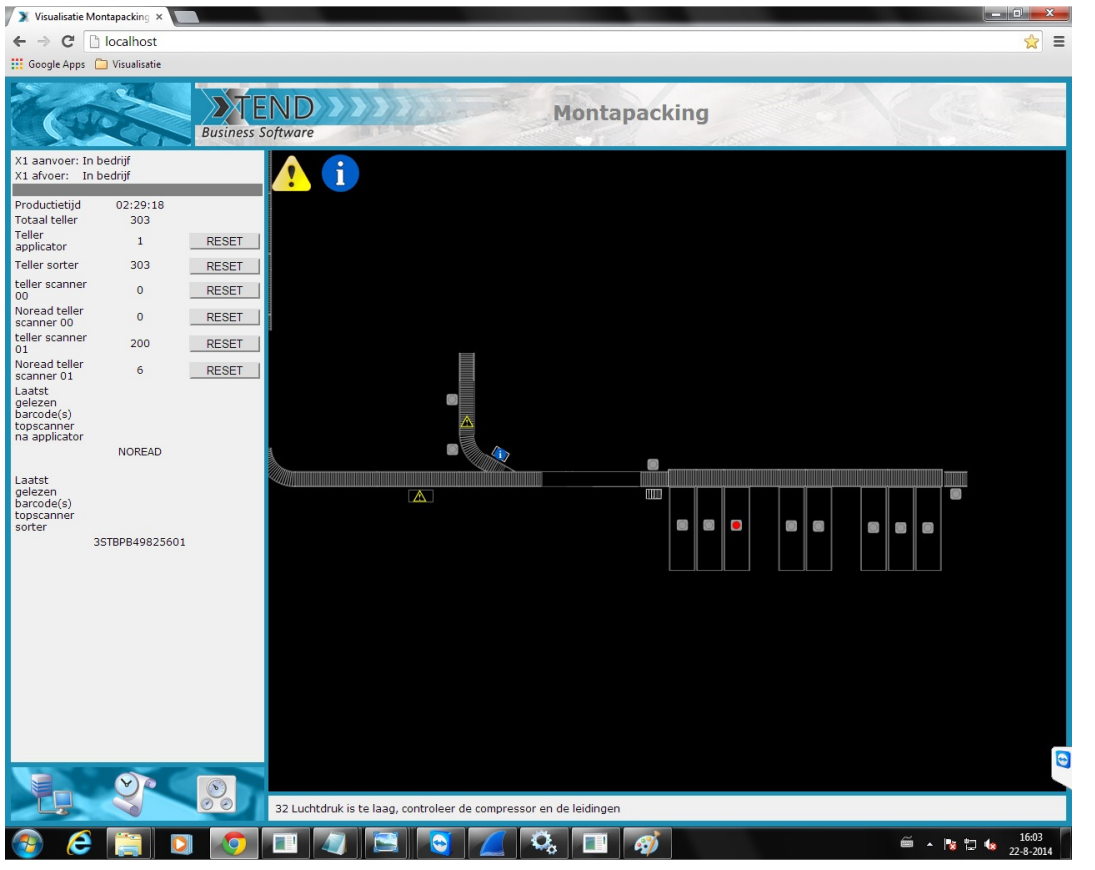 Visualisatie Montapacking
localhost
Google Apps Visualisatie
XTEND
Business Software
Montapacking
X1 aanvoer: In bedrijf
X1 afvoer: In bedrijf
Productietijd 02:29:18
Totaal teller 303
Teller
applicator 1 RESET
Teller sorter 303 RESET
teller scanner
00 0 RESET
Noread teller
scanner 00 0 RESET
teller scanner
01 200 RESET
Noread teller
scanner 01 6 RESET
Laatst
gelezen
barcode(s)
topscanner
na applicator
NOREAD
Laatst
gelezen
barcode(s)
topscanner
sorter
3STBPB49825601
32 Luchtdruk is te laag, controleer de compressor en de leidingen
16:03
22-8-2014